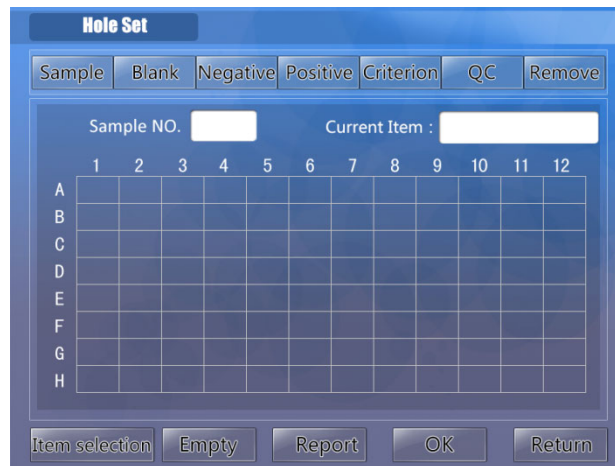 Hole Set
Sample Blank Negative Positive Criterion QC Remove
Sample NO. Current Item :
1 2 3 4 5 6 7 8 9 10 11 12
A
B
C
D
E
F
G
H
Item selection Empty Report OK Return